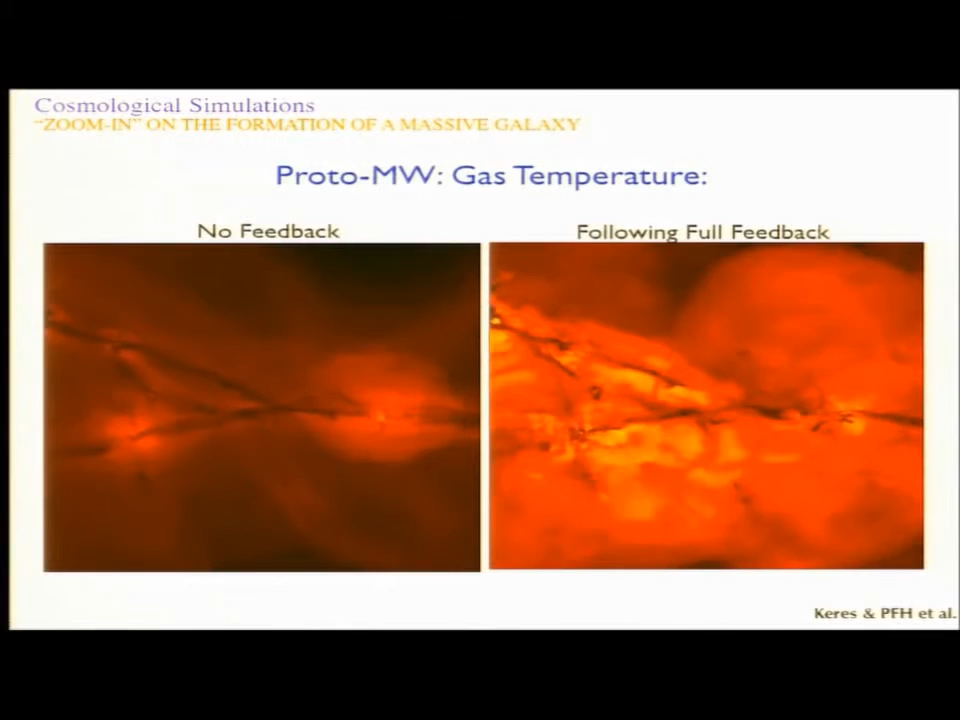 Cosmological Simulations
“ZOOM-IN” ON THE FORMATION OF A MASSIVE GALAXY
Proto-MW: Gas Temperature:
No Feedback
Following Full Feedback
Keres & PFH et al.